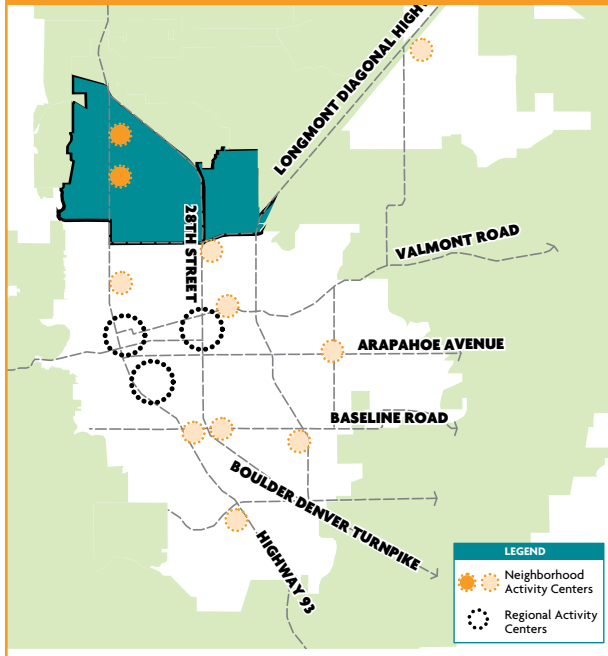 LONGMONT DIAGONAL HIGH
28TH STREET
VALMONT ROAD
ARAPAHOE AVENUE
BASELINE ROAD
BOULDER DENVER TURNPIKE
HIGHWAY 93
LEGEND
Neighborhood
Activity Centers
Regional Activity
Centers